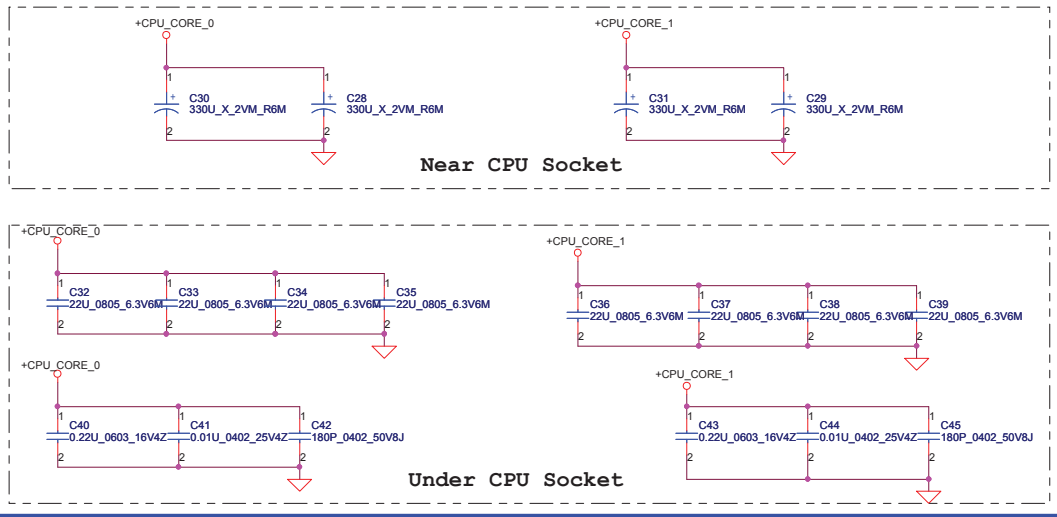 +CPU_CORE_0
+CPU_CORE_1
1 1 1 1
+ C30 + C28 + C31 + C29
330U_X_2VM_R6M 330U_X_2VM_R6M 330U_X_2VM_R6M 330U_X_2VM_R6M
2 2 2 2
Near CPU Socket
+CPU_CORE_0
+CPU_CORE_1
1 1 1 1
C32 C33 C34 C35
22U_0805_6.3V6M 22U_0805_6.3V6M 22U_0805_6.3V6M 22U_0805_6.3V6M
2 2 2 2
1 1 1 1
C36 C37 C38 C39
22U_0805_6.3V6M 22U_0805_6.3V6M 22U_0805_6.3V6M 22U_0805_6.3V6M
2 2 2 2
+CPU_CORE_0
+CPU_CORE_1
1 1 1
C40 C41 C42
0.22U_0603_16V4Z 0.01U_0402_25V4Z 180P_0402_50V8J
2 2 2
1 1 1
C43 C44 C45
0.22U_0603_16V4Z 0.01U_0402_25V4Z 180P_0402_50V8J
2 2 2
Under CPU Socket